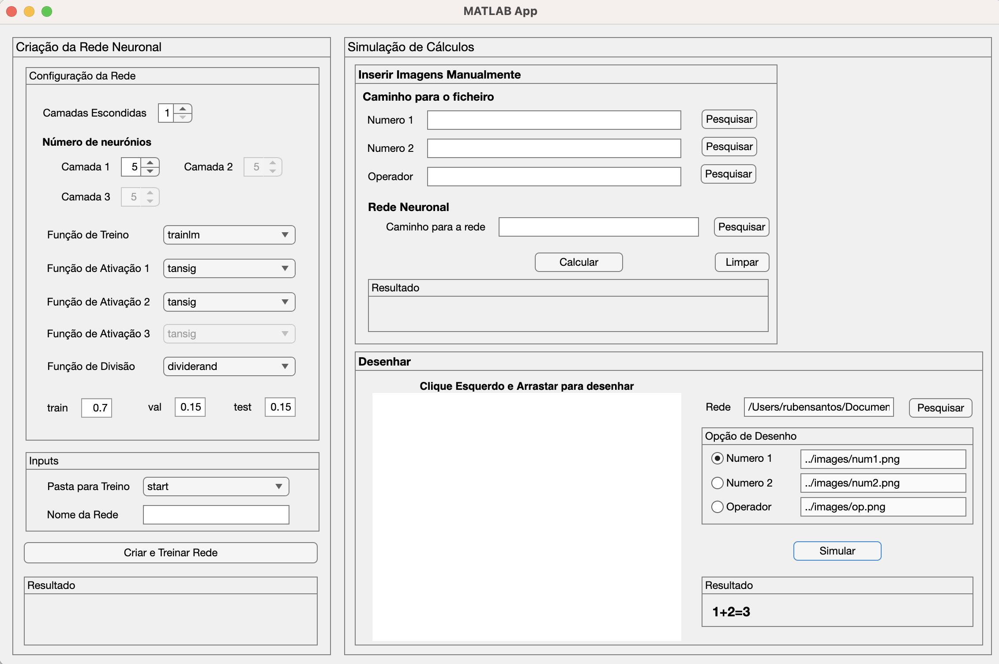 MATLAB App
Criação da Rede Neuronal
Configuração da Rede
Camadas Escondidas 1
Número de neurónios
Camada 1 5 Camada 2 5
Camada 3 5
Função de Treino trainlm
Função de Ativação 1 tansig
Função de Ativação 2 tansig
Função de Ativação 3 tansig
Função de Divisão dividerand
train 0.7 val 0.15 test 0.15
Inputs
Pasta para Treino start
Nome da Rede
Criar e Treinar Rede
Resultado
Simulação de Cálculos
Inserir Imagens Manualmente
Caminho para o ficheiro
Numero 1 Pesquisar
Numero 2 Pesquisar
Operador Pesquisar
Rede Neuronal
Caminho para a rede Pesquisar
Calcular Limpar
Resultado
Desenhar
Clique Esquerdo e Arrastar para desenhar
Rede /Users/rubensantos/Documen Pesquisar
Opção de Desenho
Numero 1 ../images/num1.png
Numero 2 ../images/num2.png
Operador ../images/op.png
Simular
Resultado
1+2=3